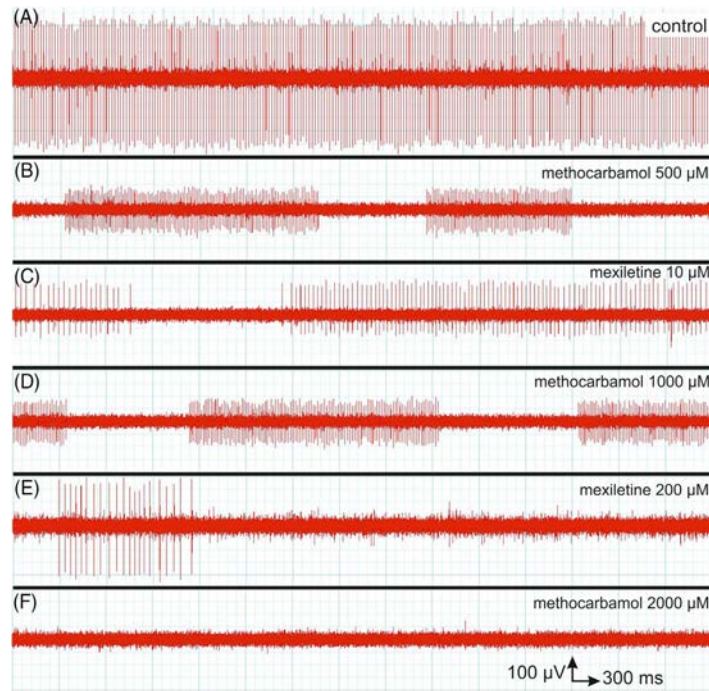 (A) control
(B) methocarbamol 500 µM
(C) mexiletine 10 µM
(D) methocarbamol 1000 µM
(E) mexiletine 200 µM
(F) methocarbamol 2000 µM
100 µV 300 ms